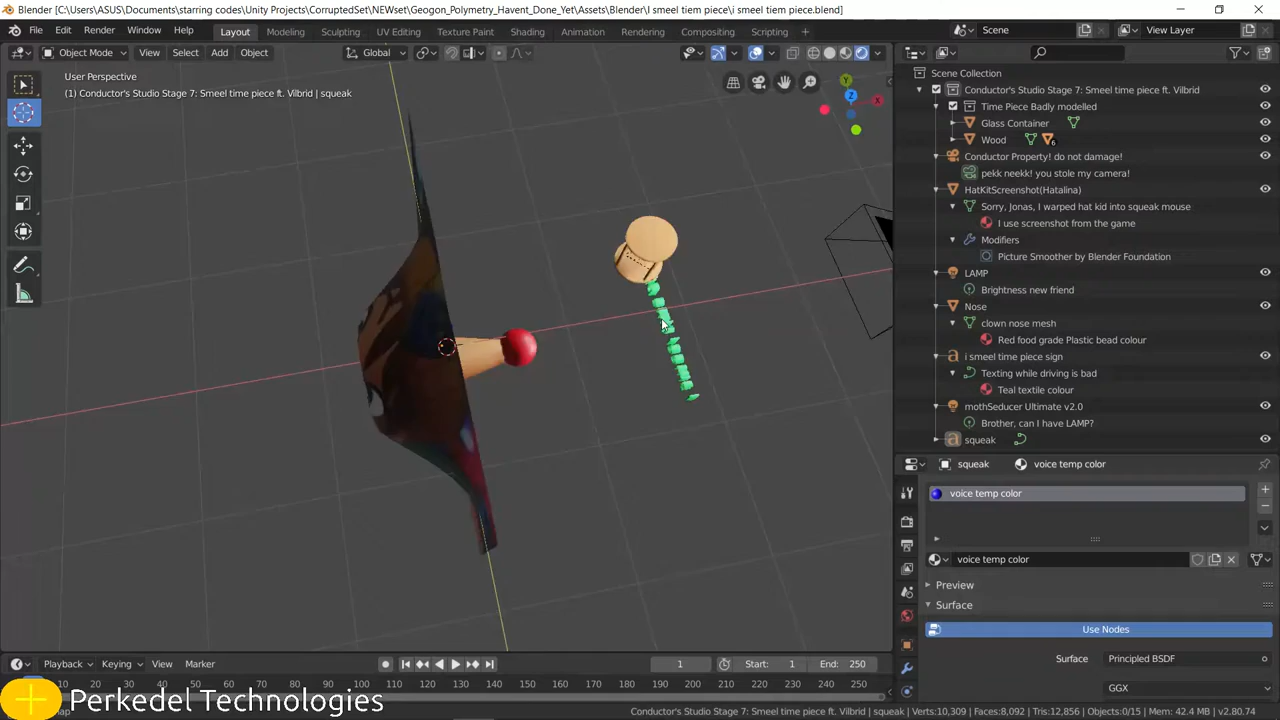 Blender [C:\Users\ASUS\Documents\starring codes\Unity Projects\CorruptedSet\NEWset\Geogon_Polymetry_Havent_Done_Yet\Assets\Blender\I smeel tiem piece\i smeel tiem piece.blend]
File Edit Render Window Help Layout Modeling Sculpting UV Editing Texture Paint Shading Animation Rendering Compositing Scripting Scene View Layer
Object Mode View Select Add Object Global
User Perspective
(1) Conductor's Studio Stage 7: Smeel time piece ft. Vilbrid | squeak
X
Y
Z
Scene Collection
Conductor's Studio Stage 7: Smeel time piece ft. Vilbrid
Time Piece Badly modelled
Glass Container
Wood 6
Conductor Property! do not damage!
pekk neekk! you stole my camera!
HatKitScreenshot(Hatalina)
Sorry, Jonas, I warped hat kid into squeak mouse
I use screenshot from the game
Modifiers
Picture Smoother by Blender Foundation
LAMP
Brightness new friend
Nose
clown nose mesh
Red food grade Plastic bead colour
i smeel time piece sign
Texting while driving is bad
Teal textile colour
mothSeducer Ultimate v2.0
Brother, can I have LAMP?
squeak
squeak voice temp color
voice temp color
voice temp color
Preview
Surface
Use Nodes
Surface Principled BSDF
GGX
Playback Keying View Marker 1 Start: 1 End: 250
10 20 30 40 50 60 70 80 90 100 110 120 130 140 150 160 170 180 190 200 210 220 230 240 250
Perkedel Technologies
Conductor's Studio Stage 7: Smeel time piece ft. Vilbrid | squeak | Verts:10,309 | Faces:8,092 | Tris:12,856 | Objects:0/15 | Mem: 42.4 MB | v2.80.74